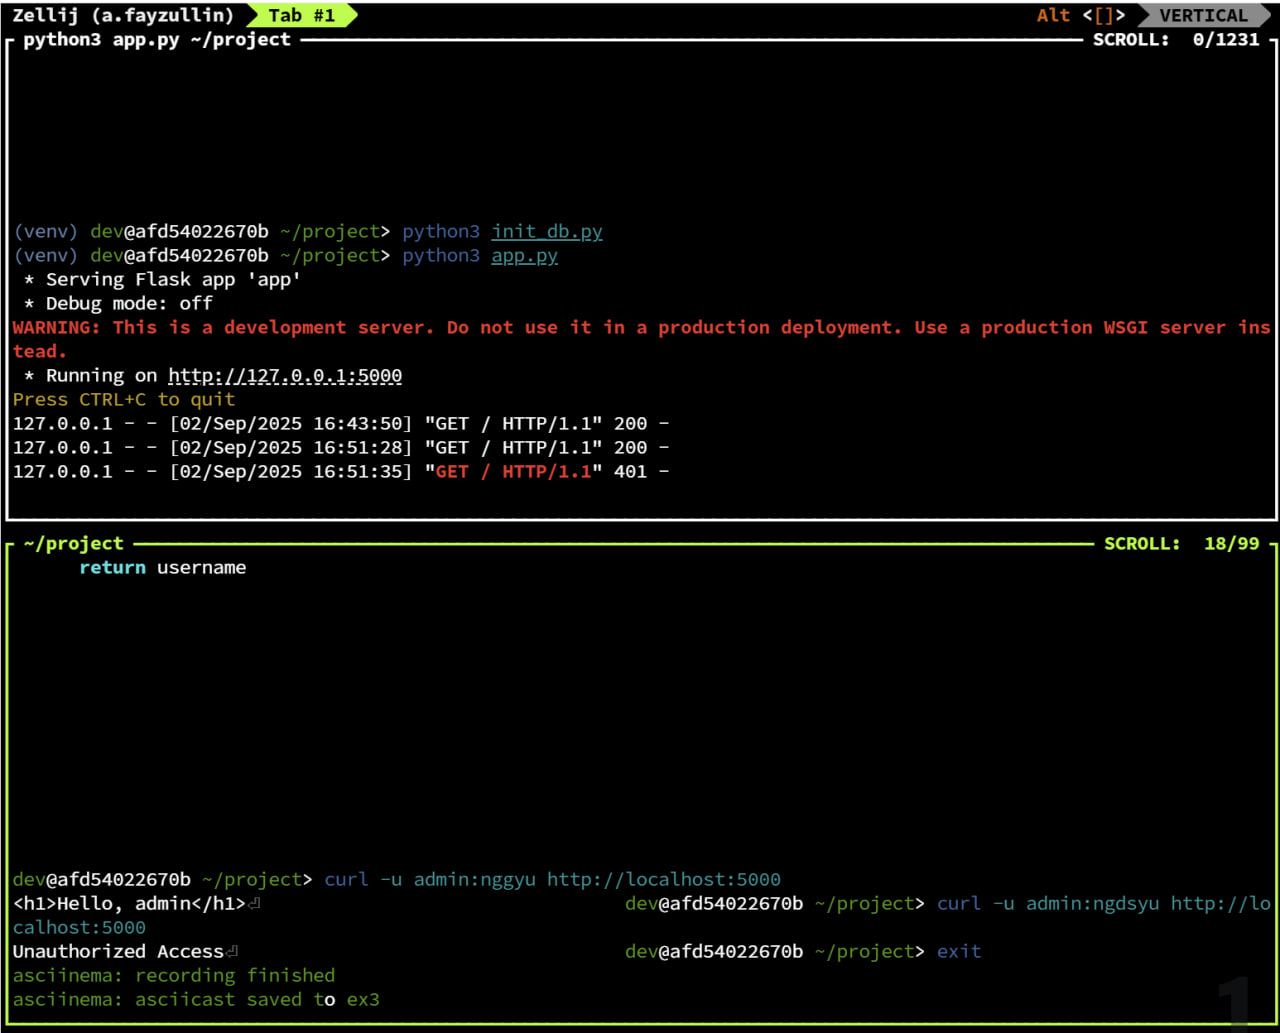 Zellij (a.fayzullin) Tab #1 Alt <[]> VERTICAL
python3 app.py ~/project SCROLL: 0/1231
(venv) dev@afd54022670b ~/project> python3 init_db.py
(venv) dev@afd54022670b ~/project> python3 app.py
* Serving Flask app 'app'
* Debug mode: off
WARNING: This is a development server. Do not use it in a production deployment. Use a production WSGI server ins
tead.
* Running on http://127.0.0.1:5000
Press CTRL+C to quit
127.0.0.1 - - [02/Sep/2025 16:43:50] "GET / HTTP/1.1" 200 -
127.0.0.1 - - [02/Sep/2025 16:51:28] "GET / HTTP/1.1" 200 -
127.0.0.1 - - [02/Sep/2025 16:51:35] "GET / HTTP/1.1" 401 -
~/project SCROLL: 18/99
return username
dev@afd54022670b ~/project> curl -u admin:nggyu http://localhost:5000
<h1>Hello, admin</h1>⏎ dev@afd54022670b ~/project> curl -u admin:ngdsyu http://lo
calhost:5000
Unauthorized Access⏎ dev@afd54022670b ~/project> exit
asciinema: recording finished
asciinema: asciicast saved to ex3
1